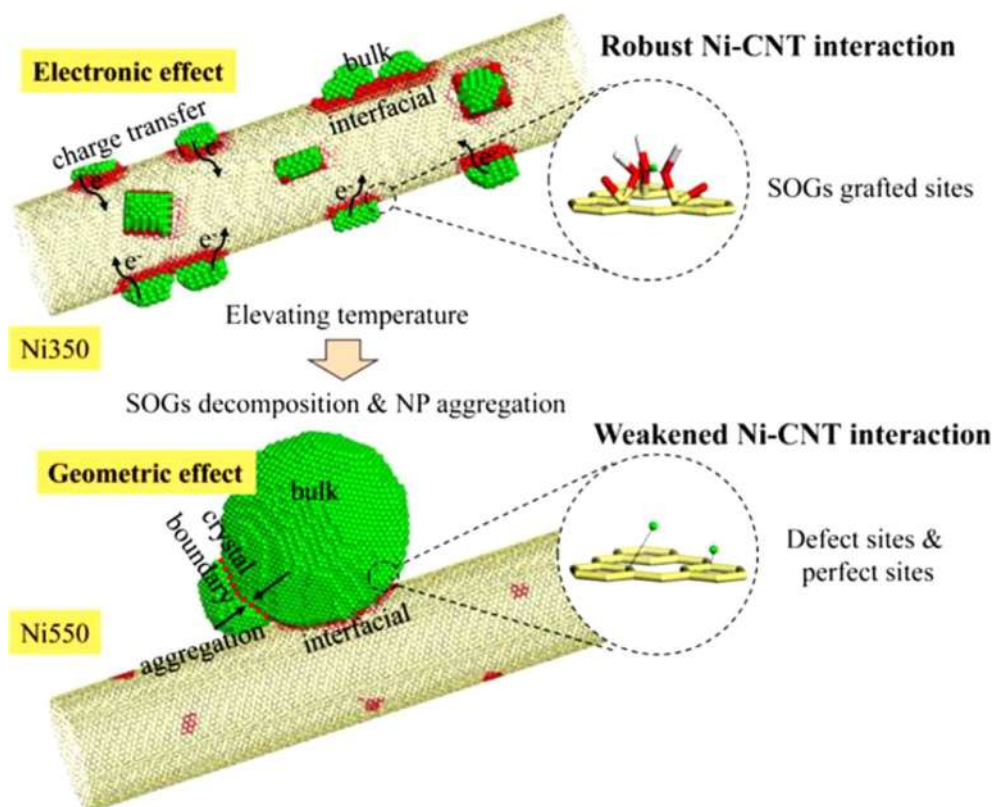 Robust Ni-CNT interaction
Electronic effect
bulk
interfacial
charge transfer
e-
e-
e-
e-
e-
e-
SOGs grafted sites
Elevating temperature
Ni350
SOGs decomposition & NP aggregation
Weakened Ni-CNT interaction
Geometric effect
bulk
crystal
boundary
Defect sites &
perfect sites
Ni550
aggregation
interfacial